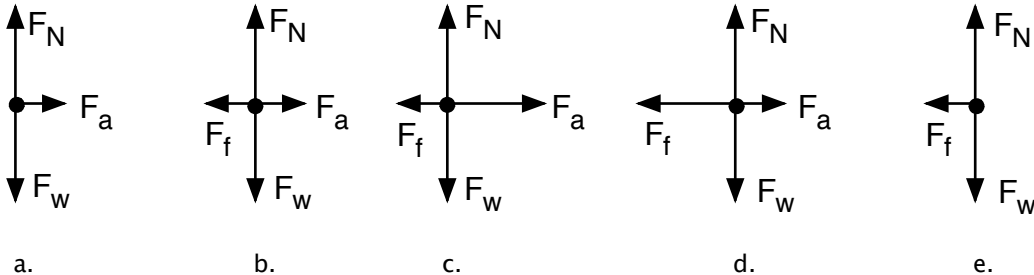 F_N F_N F_N F_N F_N
F_a F_f F_a F_f F_a F_f F_a F_f
F_w F_w F_w F_w F_w
a. b. c. d. e.